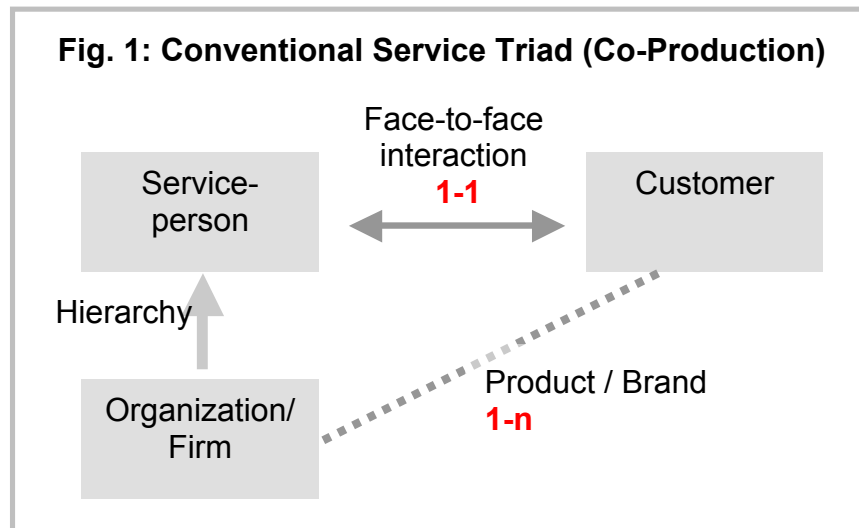 Fig. 1: Conventional Service Triad (Co-Production)
Face-to-face
interaction
1-1
Service-
person
Customer
Hierarchy
Product / Brand
1-n
Organization/
Firm